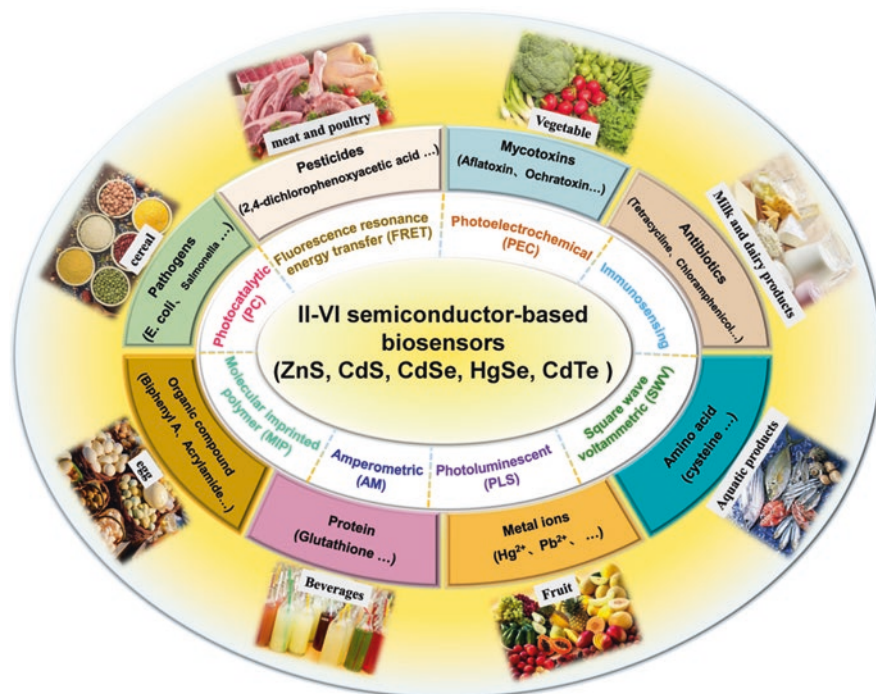 meat and poultry
Vegetable
Milk and dairy products
Aquatic products
Fruit
Beverages
egg
cereal
Pesticides
(2,4-dichlorophenoxyacetic acid ...)
Mycotoxins
(Aflatoxin、Ochratoxin...)
Antibiotics
(Tetracycline、Chloramphenicol...)
Amino acid
(cysteine ...)
Metal ions
(Hg²⁺、Pb²⁺、...)
Protein
(Glutathione ...)
Organic compound
(Biphenyl A、Acrylamide...)
Pathogens
(E. coli、Salmonella ...)
Fluorescence resonance
energy transfer (FRET)
Photoelectrochemical
(PEC)
Immunosensing
Square wave
voltammetric (SWV)
Photoluminescent
(PLS)
Amperometric
(AM)
Molecular imprinted
polymer (MIP)
Photocatalytic
(PC)
II-VI semiconductor-based
biosensors
(ZnS, CdS, CdSe, HgSe, CdTe )